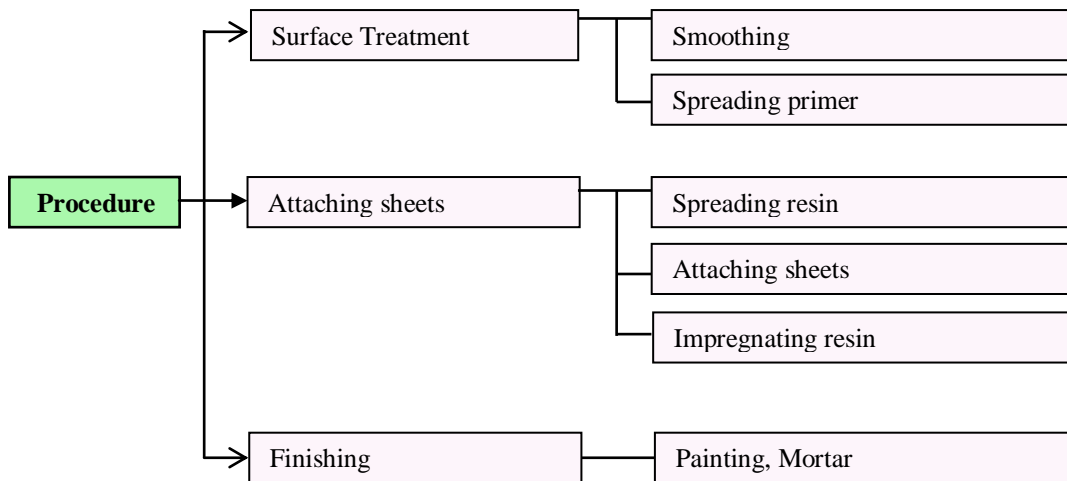 Procedure
Surface Treatment
Smoothing
Spreading primer
Attaching sheets
Spreading resin
Attaching sheets
Impregnating resin
Finishing
Painting, Mortar